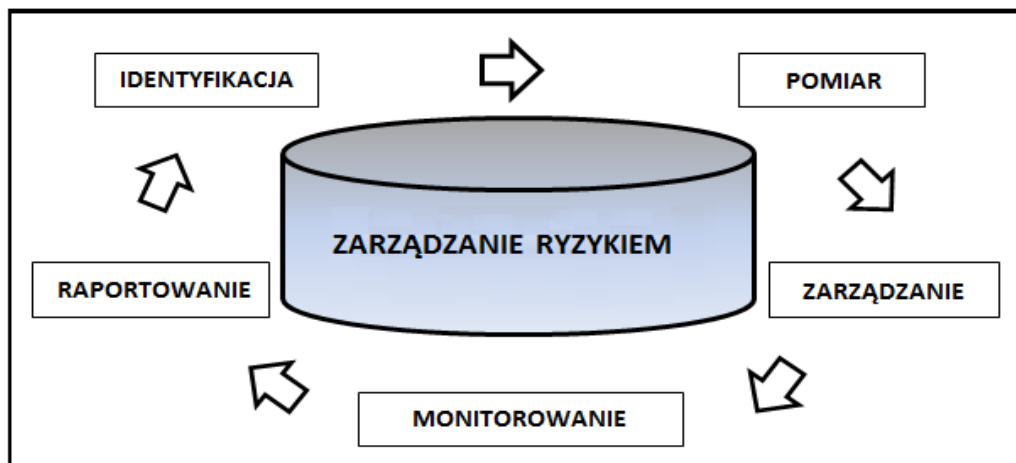 IDENTYFIKACJA
POMIAR
ZARZĄDZANIE RYZYKIEM
RAPORTOWANIE
ZARZĄDZANIE
MONITOROWANIE